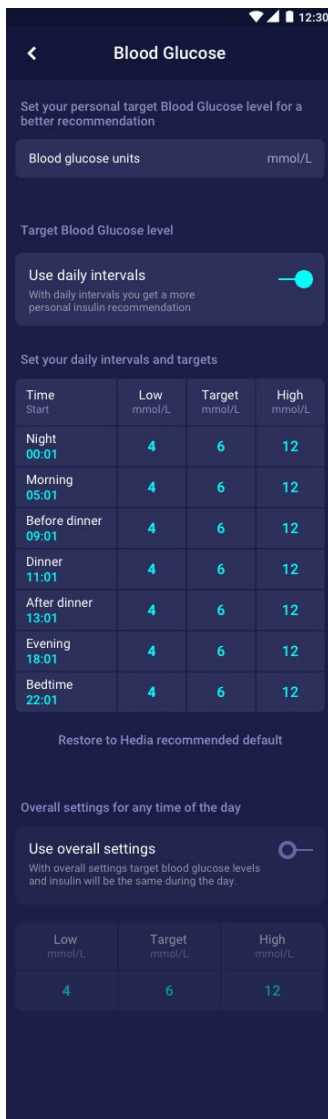 12:30
Blood Glucose
Set your personal target Blood Glucose level for a
better recommendation
Blood glucose units mmol/L
Target Blood Glucose level
Use daily intervals
With daily intervals you get a more
personal insulin recommendation
Set your daily intervals and targets
Time Low Target High
Start mmol/L mmol/L mmol/L
Night
00:01 4 6 12
Morning
05:01 4 6 12
Before dinner
09:01 4 6 12
Dinner
11:01 4 6 12
After dinner
13:01 4 6 12
Evening
18:01 4 6 12
Bedtime
22:01 4 6 12
Restore to Hedia recommended default
Overall settings for any time of the day
Use overall settings
With overall settings target blood glucose levels
and insulin will be the same during the day.
Low Target High
mmol/L mmol/L mmol/L
4 6 12